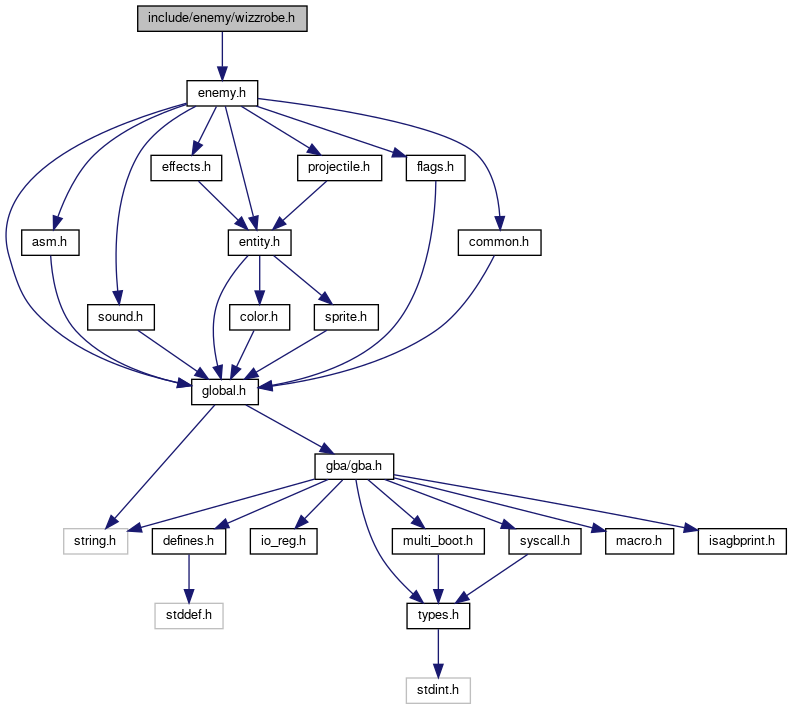 include/enemy/wizzrobe.h
enemy.h
effects.h
projectile.h
flags.h
asm.h
entity.h
common.h
sound.h
color.h
sprite.h
global.h
gba/gba.h
string.h
defines.h
io_reg.h
multi_boot.h
syscall.h
macro.h
isagbprint.h
stddef.h
types.h
stdint.h